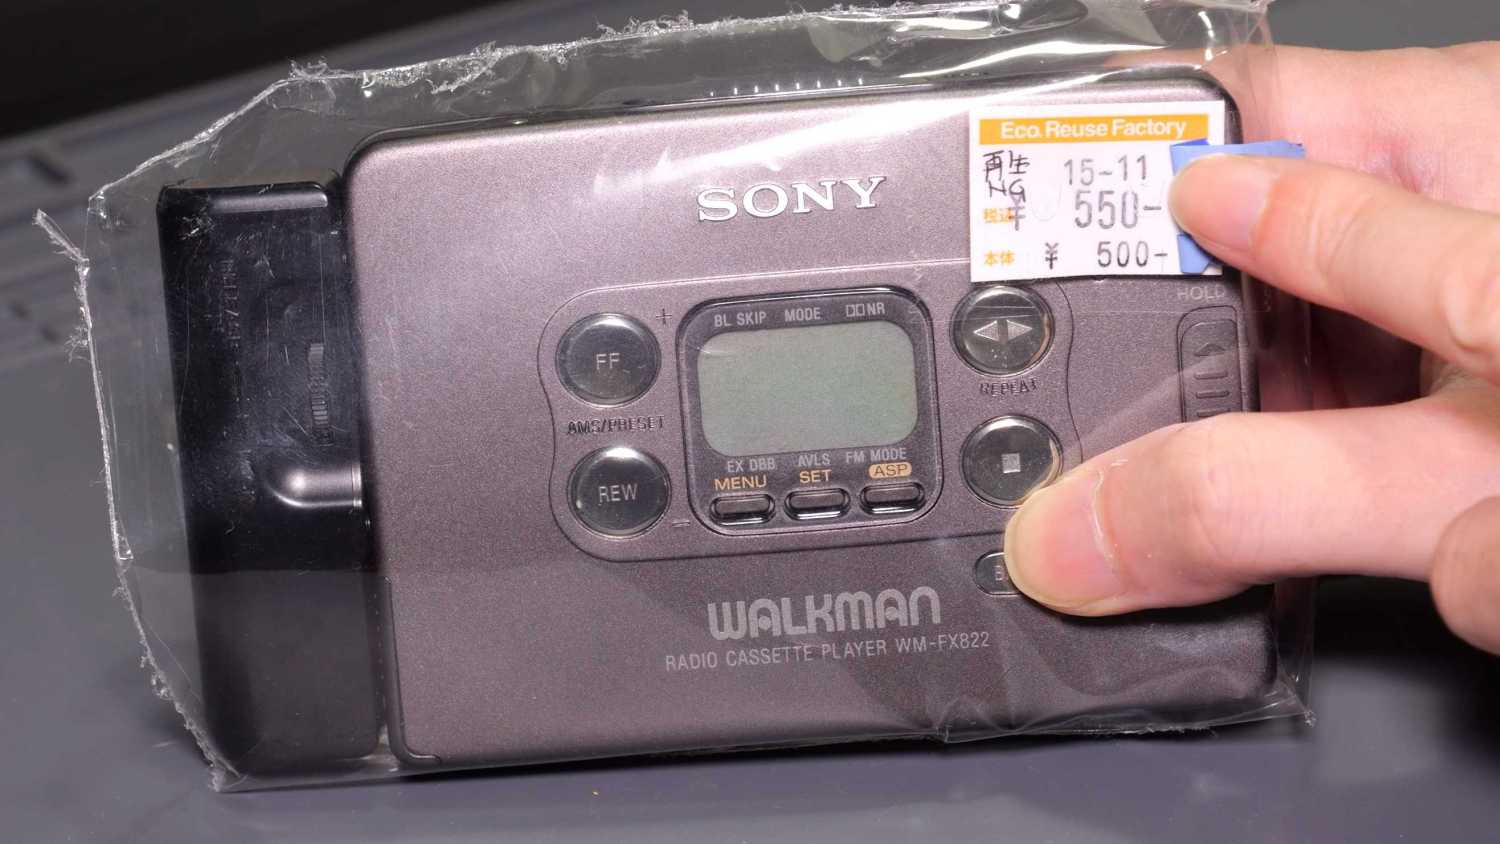 Eco. Reuse Factory
再生
NG
15-11
税込 ¥ 550-
本体 ¥ 500-
SONY
HOLD
BL SKIP MODE NR
FF
+
REPEAT
AMS/PRESET
REW
-
EX DBB AVLS FM MODE
MENU SET ASP
WALKMAN
RADIO CASSETTE PLAYER WM-FX822